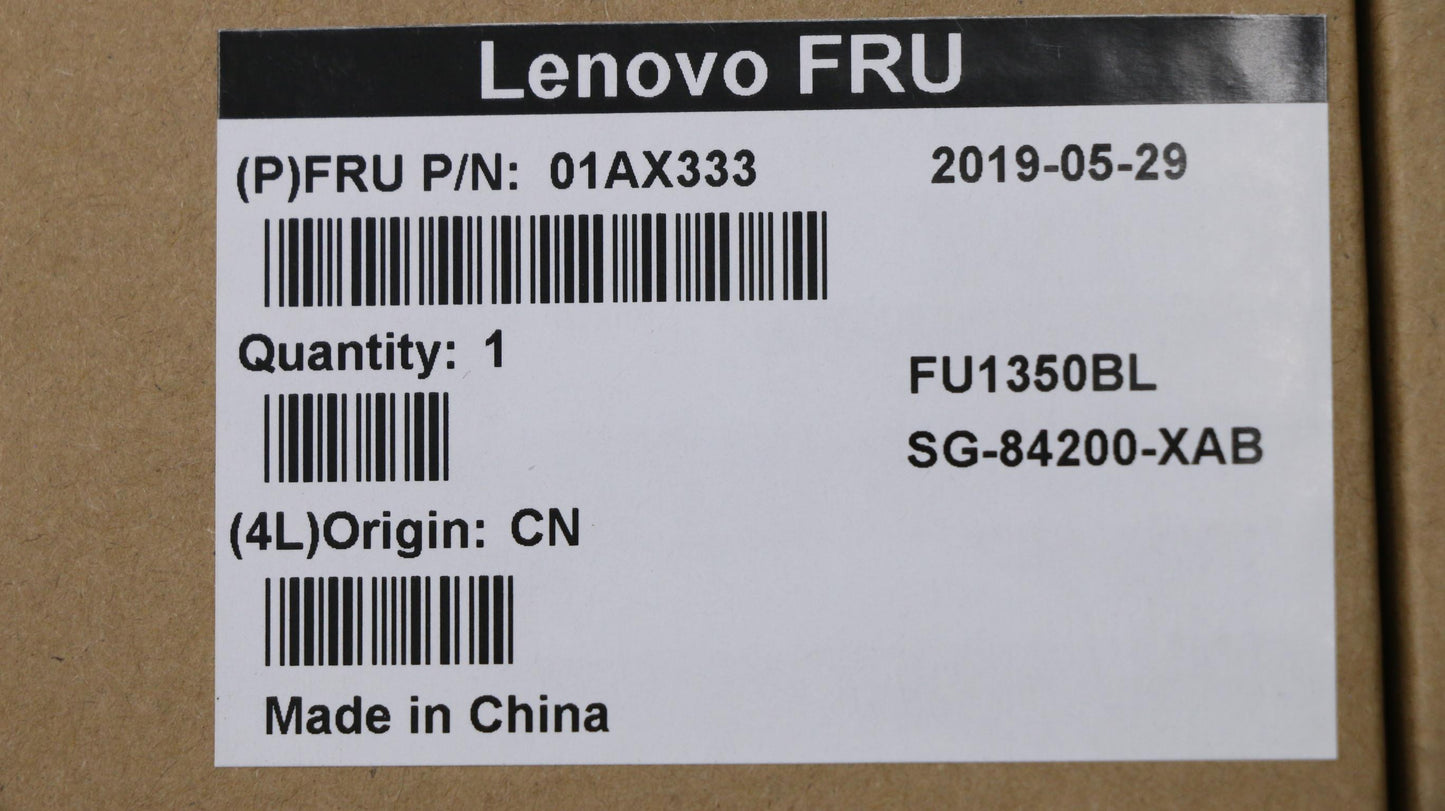 Lenovo FRU
(P)FRU P/N: 01AX333
2019-05-29
Quantity: 1
FU1350BL
SG-84200-XAB
(4L)Origin: CN
Made in China